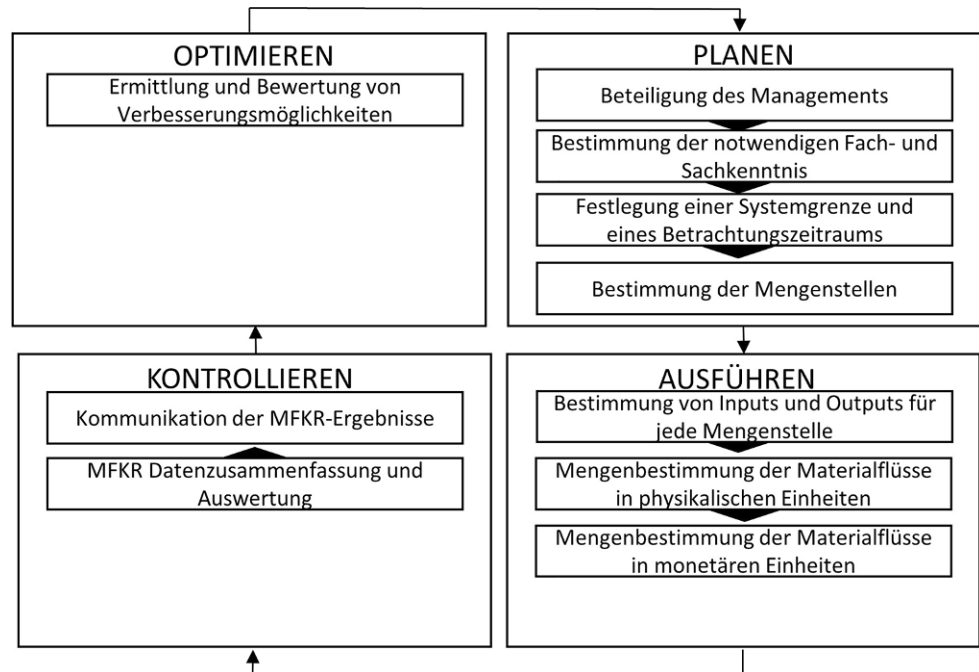 OPTIMIEREN
Ermittlung und Bewertung von
Verbesserungsmöglichkeiten
PLANEN
Beteiligung des Managements
Bestimmung der notwendigen Fach- und
Sachkenntnis
Festlegung einer Systemgrenze und
eines Betrachtungszeitraums
Bestimmung der Mengenstellen
KONTROLLIEREN
Kommunikation der MFKR-Ergebnisse
MFKR Datenzusammenfassung und
Auswertung
AUSFÜHREN
Bestimmung von Inputs und Outputs für
jede Mengenstelle
Mengenbestimmung der Materialflüsse
in physikalischen Einheiten
Mengenbestimmung der Materialflüsse
in monetären Einheiten